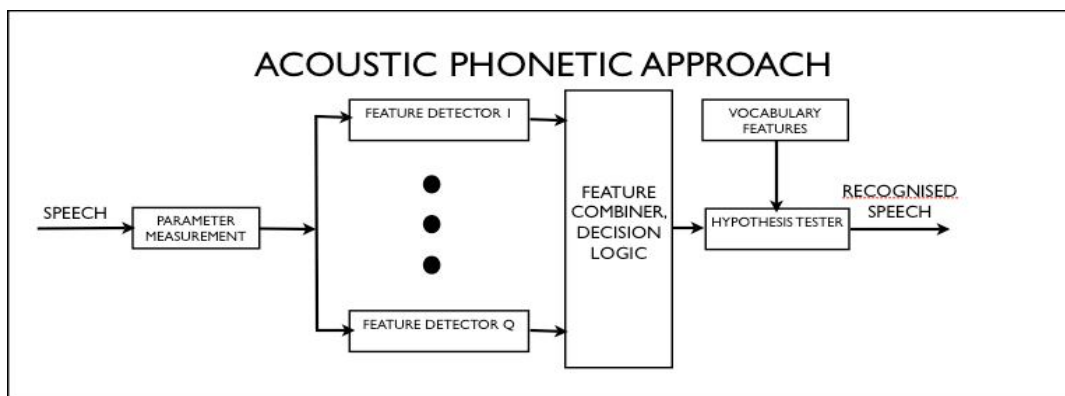 ACOUSTIC PHONETIC APPROACH
FEATURE DETECTOR 1
VOCABULARY
FEATURES
SPEECH
PARAMETER
MEASUREMENT
FEATURE
COMBINER,
DECISION
LOGIC
RECOGNISED
SPEECH
HYPOTHESIS TESTER
FEATURE DETECTOR Q